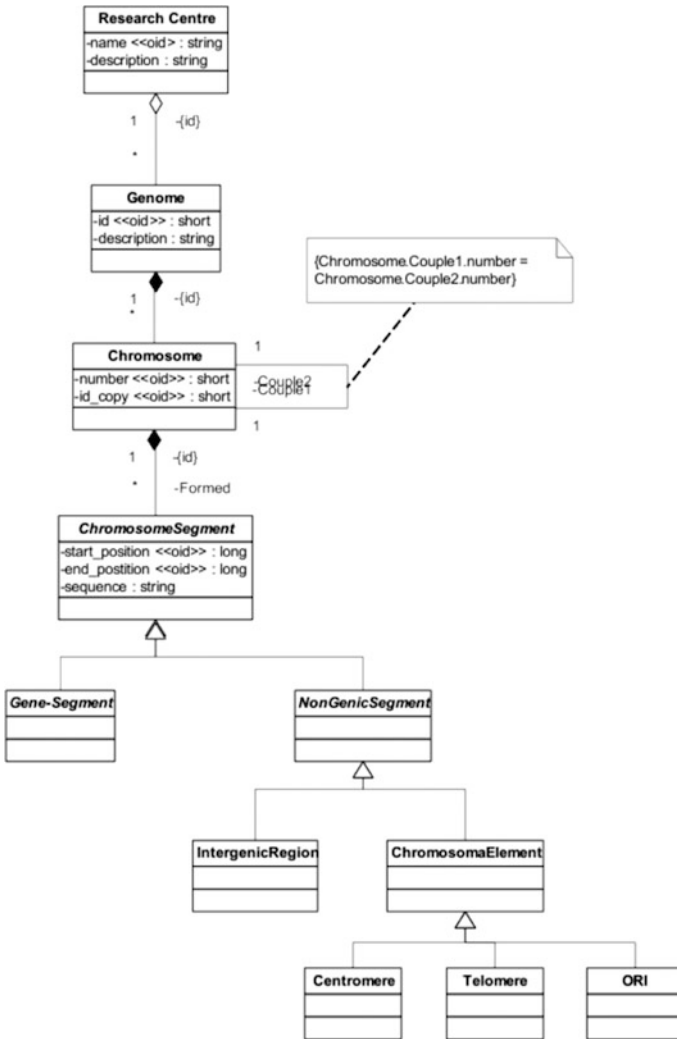 Research Centre
-name <<oid> : string
-description : string
1 -{id}
*
Genome
-id <<oid>> : short
-description : string
{Chromosome.Couple1.number =
Chromosome.Couple2.number}
1 -{id}
*
Chromosome
1
-number <<oid>> : short
-id_copy <<oid>> : short
-Couple2
-Couple1
1
1 -{id}
* -Formed
ChromosomeSegment
-start_position <<oid>> : long
-end_postition <<oid>> : long
-sequence : string
Gene-Segment NonGenicSegment
IntergenicRegion ChromosomaElement
Centromere Telomere ORI